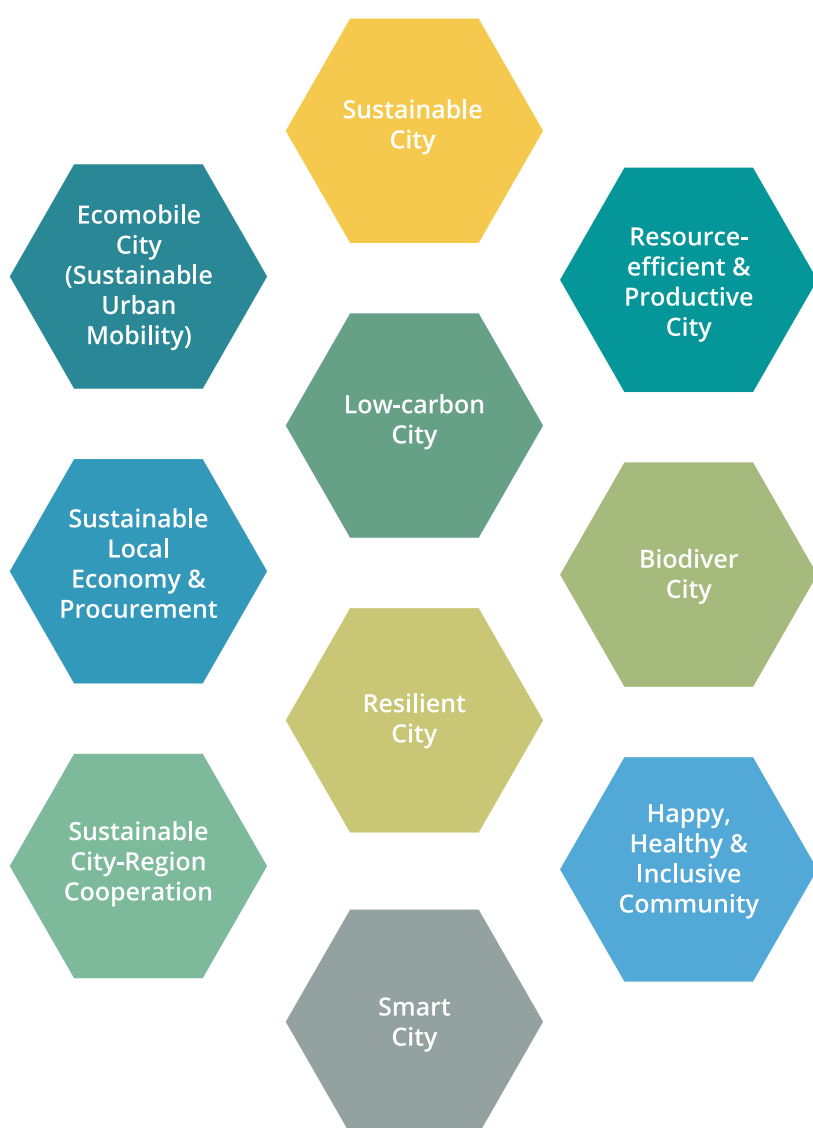 Sustainable
City
Ecomobile
City
(Sustainable
Urban
Mobility)
Resource-
efficient &
Productive
City
Low-carbon
City
Sustainable
Local
Economy &
Procurement
Biodiver
City
Resilient
City
Sustainable
City-Region
Cooperation
Happy,
Healthy &
Inclusive
Community
Smart
City